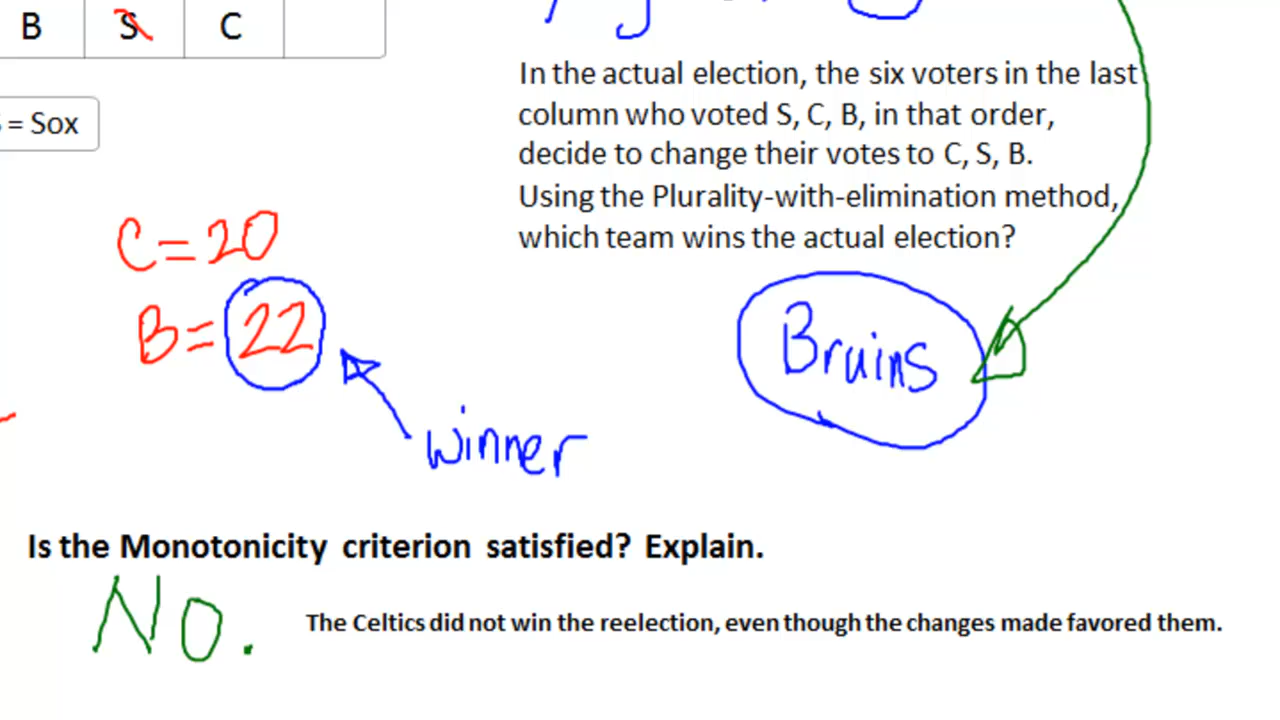 B S C
= Sox
In the actual election, the six voters in the last
column who voted S, C, B, in that order,
decide to change their votes to C, S, B.
Using the Plurality-with-elimination method,
which team wins the actual election?
C = 20
B = 22
winner
Bruins
Is the Monotonicity criterion satisfied? Explain.
No.
The Celtics did not win the reelection, even though the changes made favored them.